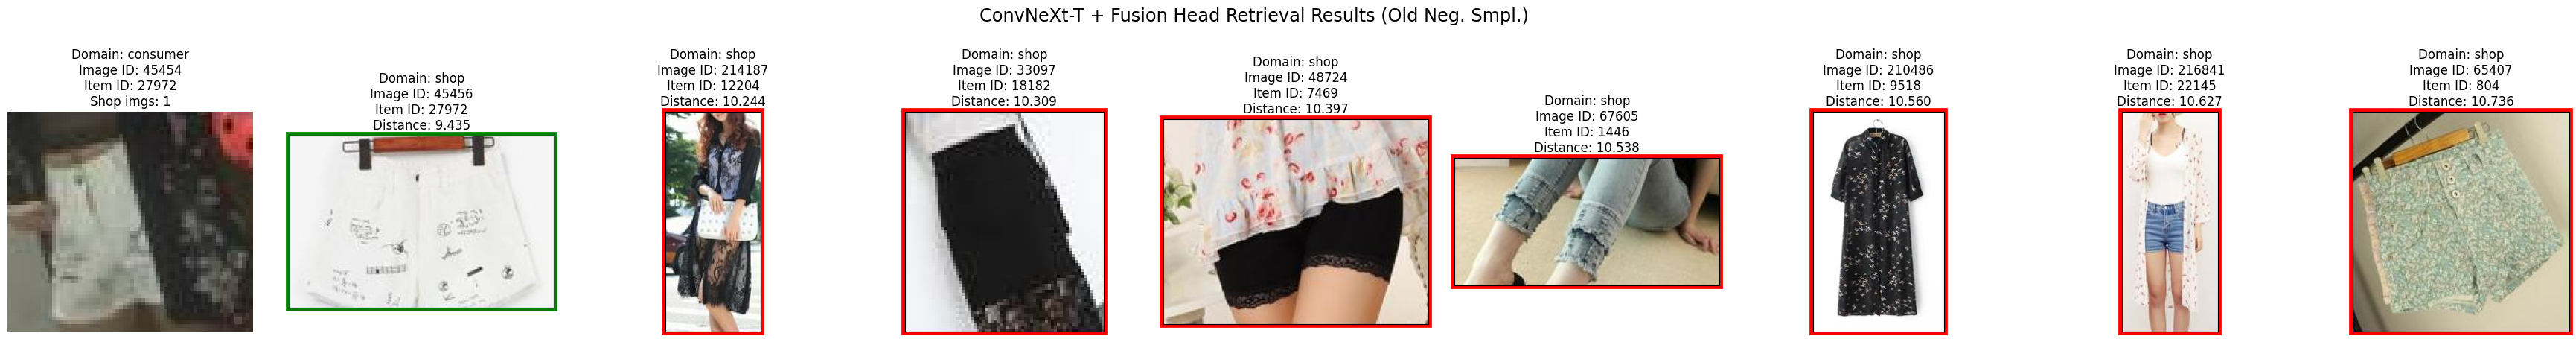 ConvNeXt-T + Fusion Head Retrieval Results (Old Neg. Smpl.)
Domain: consumer
Image ID: 45454
Item ID: 27972
Shop imgs: 1
Domain: shop
Image ID: 45456
Item ID: 27972
Distance: 9.435
Domain: shop
Image ID: 214187
Item ID: 12204
Distance: 10.244
Domain: shop
Image ID: 33097
Item ID: 18182
Distance: 10.309
Domain: shop
Image ID: 48724
Item ID: 7469
Distance: 10.397
Domain: shop
Image ID: 67605
Item ID: 1446
Distance: 10.538
Domain: shop
Image ID: 210486
Item ID: 9518
Distance: 10.560
Domain: shop
Image ID: 216841
Item ID: 22145
Distance: 10.627
Domain: shop
Image ID: 65407
Item ID: 804
Distance: 10.736